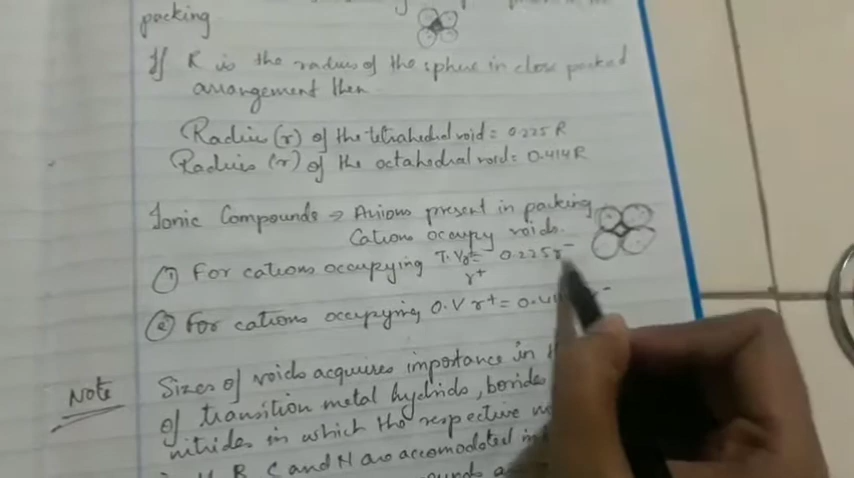 packing
If R is the radius of the sphere in close packed
arrangement then
Radius (r) of the tetrahedral void = 0.225 R
Radius (r) of the octahedral void = 0.414 R
Ionic Compounds → Anions present in packing
Cations occupy voids.
① For cations occupying T.V r+ = 0.225 r-
r+
② For cations occupying O.V r+ = 0.41
Note Sizes of voids acquires importance in
of transition metal hydrids, borides
nitrides in which the respective
H, B, C and N are accomodated in